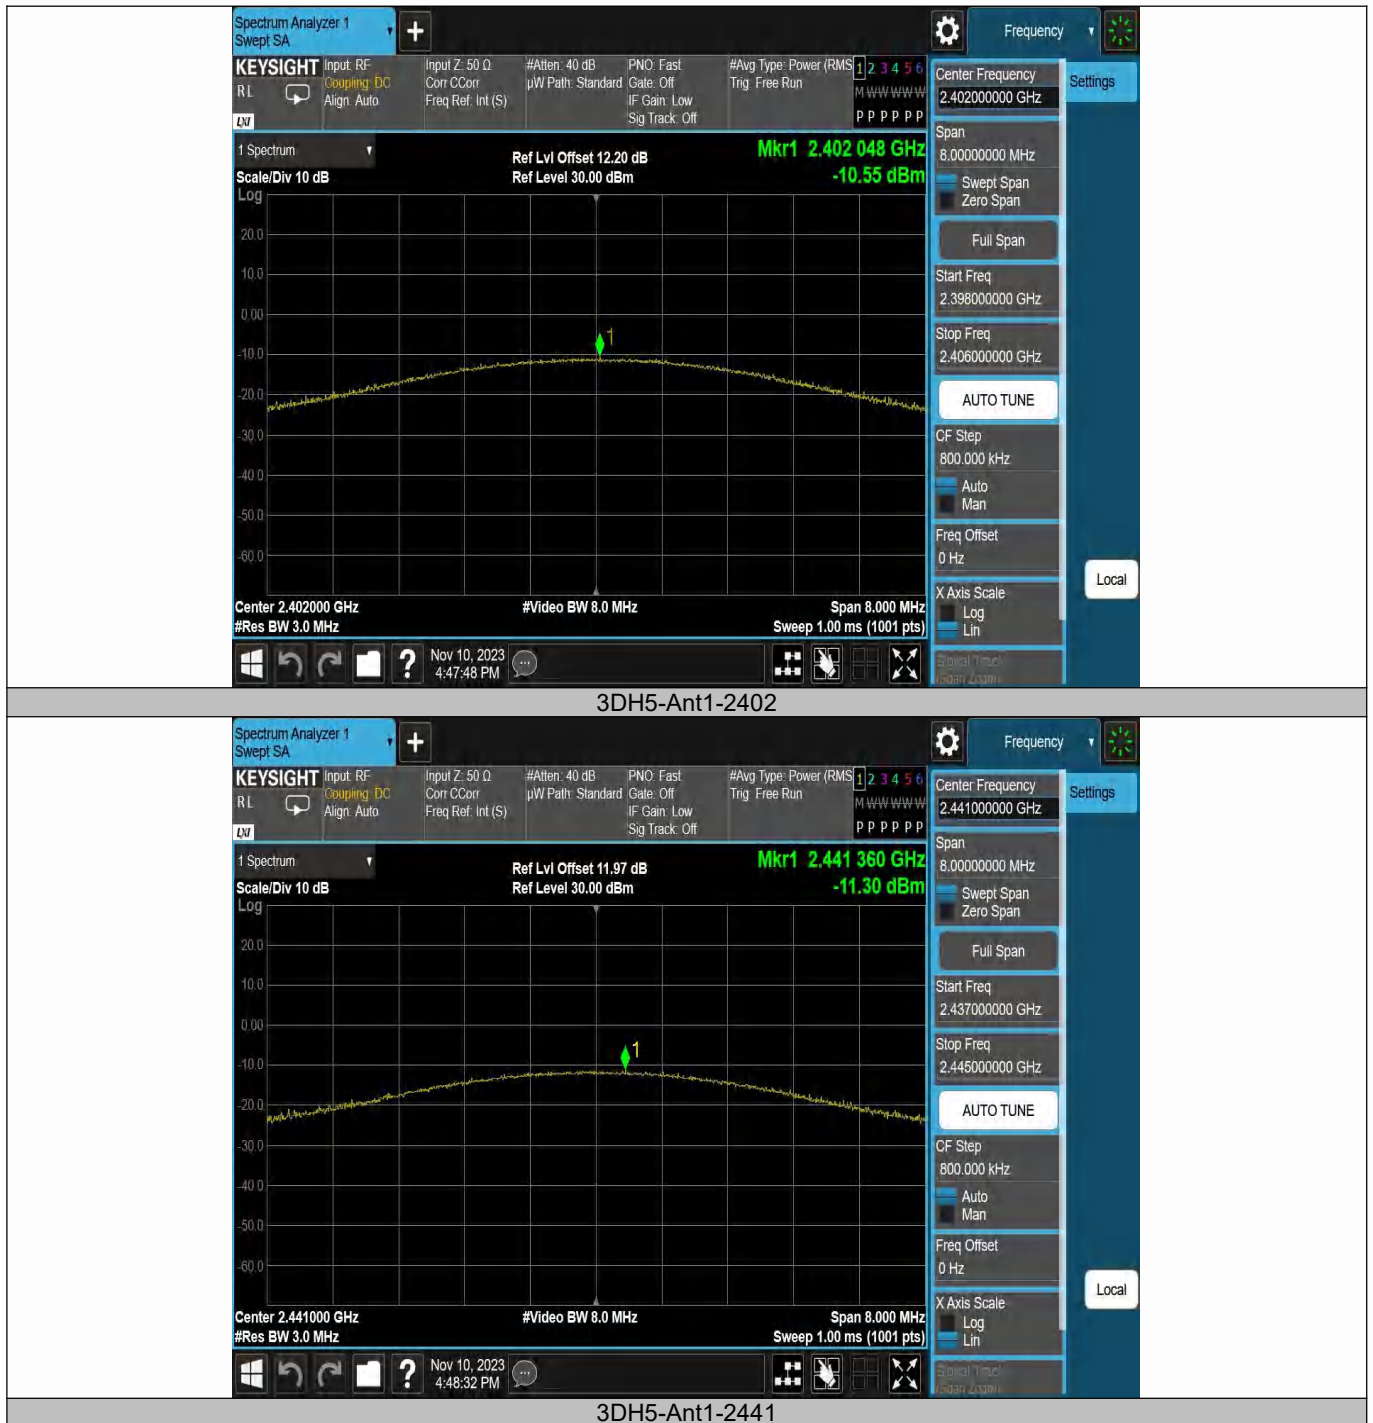 Spectrum Analyzer 1
Swept SA
+
Frequency
KEYSIGHT Input: RF Input Z: 50 Ω #Atten: 40 dB PNO: Fast #Avg Type: Power (RMS 1 2 3 4 5 6
RL Coupling: DC Corr CCorr µW Path: Standard Gate: Off Trig: Free Run M W W W W W
Align: Auto Freq Ref: Int (S) IF Gain: Low
LXI Sig Track: Off P P P P P P
1 Spectrum
Ref Lvl Offset 12.20 dB
Mkr1 2.402 048 GHz
Scale/Div 10 dB Ref Level 30.00 dBm -10.55 dBm
Log
20.0
10.0
0.00
1
-10.0
-20.0
-30.0
-40.0
-50.0
-60.0
Center 2.402000 GHz #Video BW 8.0 MHz Span 8.000 MHz
#Res BW 3.0 MHz Sweep 1.00 ms (1001 pts)
?
Nov 10, 2023
4:47:48 PM
Center Frequency
2.402000000 GHz
Settings
Span
8.00000000 MHz
Swept Span
Zero Span
Full Span
Start Freq
2.398000000 GHz
Stop Freq
2.406000000 GHz
AUTO TUNE
CF Step
800.000 kHz
Auto
Man
Freq Offset
0 Hz
Local
X Axis Scale
Log
Lin
Signal Track
(Span Zoom)
3DH5-Ant1-2402
Spectrum Analyzer 1
Swept SA
+
Frequency
KEYSIGHT Input: RF Input Z: 50 Ω #Atten: 40 dB PNO: Fast #Avg Type: Power (RMS 1 2 3 4 5 6
RL Coupling: DC Corr CCorr µW Path: Standard Gate: Off Trig: Free Run M W W W W W
Align: Auto Freq Ref: Int (S) IF Gain: Low
LXI Sig Track: Off P P P P P P
1 Spectrum
Ref Lvl Offset 11.97 dB
Mkr1 2.441 360 GHz
Scale/Div 10 dB Ref Level 30.00 dBm -11.30 dBm
Log
20.0
10.0
0.00
1
-10.0
-20.0
-30.0
-40.0
-50.0
-60.0
Center 2.441000 GHz #Video BW 8.0 MHz Span 8.000 MHz
#Res BW 3.0 MHz Sweep 1.00 ms (1001 pts)
?
Nov 10, 2023
4:48:32 PM
Center Frequency
2.441000000 GHz
Settings
Span
8.00000000 MHz
Swept Span
Zero Span
Full Span
Start Freq
2.437000000 GHz
Stop Freq
2.445000000 GHz
AUTO TUNE
CF Step
800.000 kHz
Auto
Man
Freq Offset
0 Hz
Local
X Axis Scale
Log
Lin
Signal Track
(Span Zoom)
3DH5-Ant1-2441